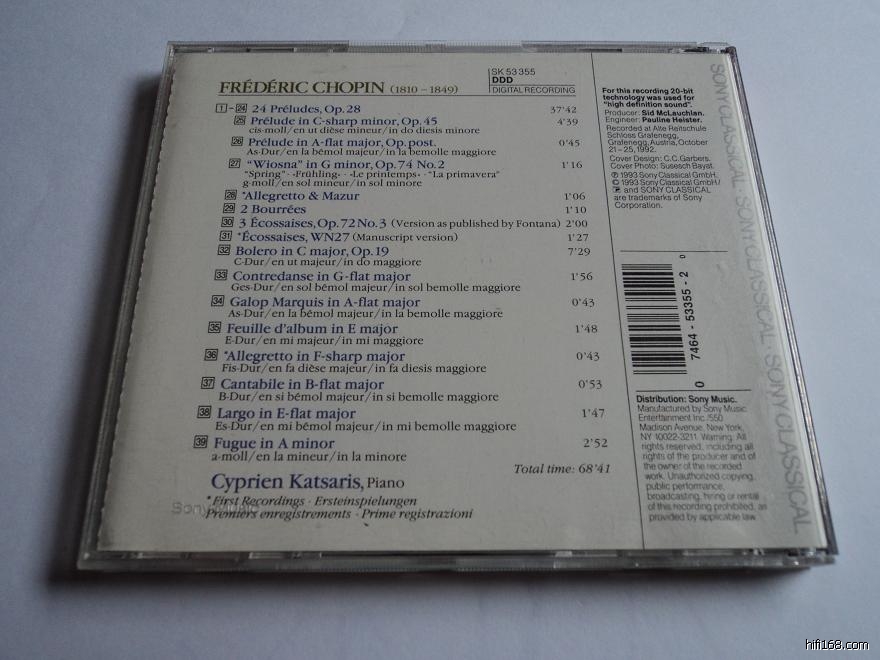 FRÉDÉRIC CHOPIN (1810 – 1849)
SK 53 355
DDD
DIGITAL RECORDING
1 – 24 24 Préludes, Op. 28 37'42
25 Prélude in C-sharp minor, Op. 45 4'39
cis-moll/en ut dièse mineur/in do diesis minore
26 Prélude in A-flat major, Op. post. 0'45
As-Dur/en la bémol majeur/in la bemolle maggiore
27 "Wiosna" in G minor, Op. 74 No. 2 1'16
"Spring" · «Frühling» · «Le printemps» · "La primavera"
g-moll/en sol mineur/in sol minore
28 *Allegretto & Mazur 1'06
29 2 Bourrées 1'10
30 3 Écossaises, Op. 72 No. 3 (Version as published by Fontana) 2'00
31 *Écossaises, WN27 (Manuscript version) 1'27
32 Bolero in C major, Op. 19 7'29
C-Dur/en ut majeur/in do maggiore
33 Contredanse in G-flat major 1'56
Ges-Dur/en sol bémol majeur/in sol bemolle maggiore
34 Galop Marquis in A-flat major 0'43
As-Dur/en la bémol majeur/in la bemolle maggiore
35 Feuille d'album in E major 1'48
E-Dur/en mi majeur/in mi maggiore
36 *Allegretto in F-sharp major 0'43
Fis-Dur/en fa dièse majeur/in fa diesis maggiore
37 Cantabile in B-flat major 0'53
B-Dur/en si bémol majeur/in si bemolle maggiore
38 Largo in E-flat major 1'47
Es-Dur/en mi bémol majeur/in mi bemolle maggiore
39 Fugue in A minor 2'52
a-moll/en la mineur/in la minore
Total time: 68'41
Cyprien Katsaris, Piano
*First Recordings · Ersteinspielungen
Premiers enregistrements · Prime registrazioni
Sony Music
For this recording 20-bit
technology was used for
"high definition sound".
Producer: Sid McLauchlan.
Engineer: Pauline Heister.
Recorded at Alte Reitschule
Schloss Grafenegg,
Grafenegg, Austria, October
21–25, 1992.
Cover Design: C.C. Garbers.
Cover Photo: Susesch Bayat.
℗ 1993 Sony Classical GmbH.
© 1993 Sony Classical GmbH/
and SONY CLASSICAL
are trademarks of Sony
Corporation.
0 7464-53355-2 0
Distribution: Sony Music.
Manufactured by Sony Music
Entertainment Inc./550
Madison Avenue, New York,
NY 10022-3211. Warning: All
rights reserved, including all
rights of the producer and of
the owner of the recorded
work. Unauthorized copying,
public performance,
broadcasting, hiring or rental
of this recording prohibited, as
provided by applicable law.
SONY CLASSICAL · SONY CLASSICAL · SONY CLASSICAL
hifi168.com